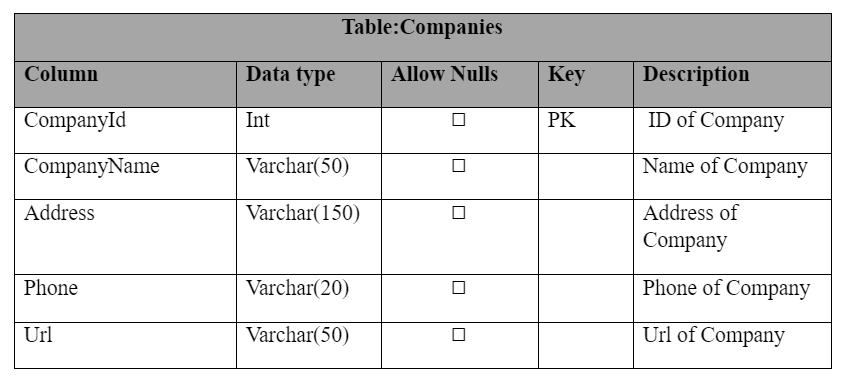 Table:Companies
Column Data type Allow Nulls Key Description
CompanyId Int ☐ PK ID of Company
CompanyName Varchar(50) ☐ Name of Company
Address Varchar(150) ☐ Address of
Company
Phone Varchar(20) ☐ Phone of Company
Url Varchar(50) ☐ Url of Company